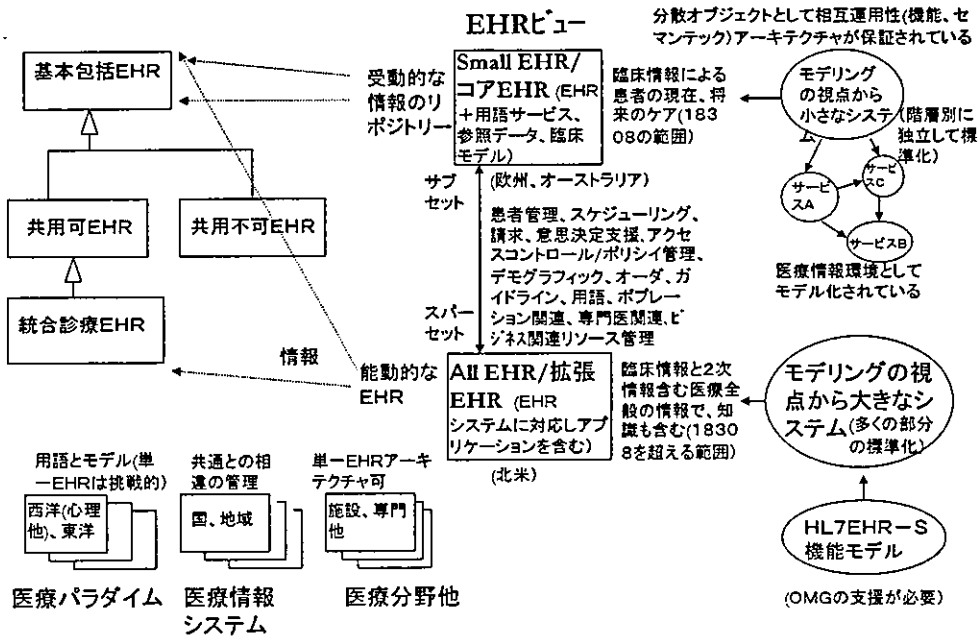 EHRビュー
分散オブジェクトとして相互運用性(機能、セ
マンテック)アーキテクチャが保証されている
基本包括EHR
共用可EHR
共用不可EHR
統合診療EHR
情報
受動的な
情報のリ
ポジトリー
Small EHR/
コアEHR (EHR
+用語サービス、
参照データ、臨床
モデル)
臨床情報による
患者の現在、将
来のケア(183
08の範囲)
モデリング
の視点から
小さなシステ
ム
(階層別に
独立して標
準化)
サービ
スA
サービ
スC
サービスB
医療情報環境として
モデル化されている
サブ
セット
(欧州、オーストラリア)
患者管理、スケジューリング、
請求、意思決定支援、アクセ
スコントロール/ポリシイ管理、
デモグラフィック、オーダ、ガ
イドライン、用語、ポプレー
ション関連、専門医関連、ビ
ジネス関連リソース管理
スパー
セット
能動的な
EHR
All EHR/拡張
EHR (EHR
システムに対応しアプ
リケーションを含む)
(北米)
臨床情報と2次
情報含む医療全
般の情報で、知
識も含む(1830
8を超える範囲)
モデリングの視
点から大きなシ
ステム(多くの部分
の標準化)
HL7EHR-S
機能モデル
(OMGの支援が必要)
用語とモデル(単
一EHRは挑戦的)
西洋(心理
他)、東洋
医療パラダイム
共通との相
違の管理
国、地域
医療情報
システム
単一EHRアーキ
テクチャ可
施設、専門
他
医療分野他